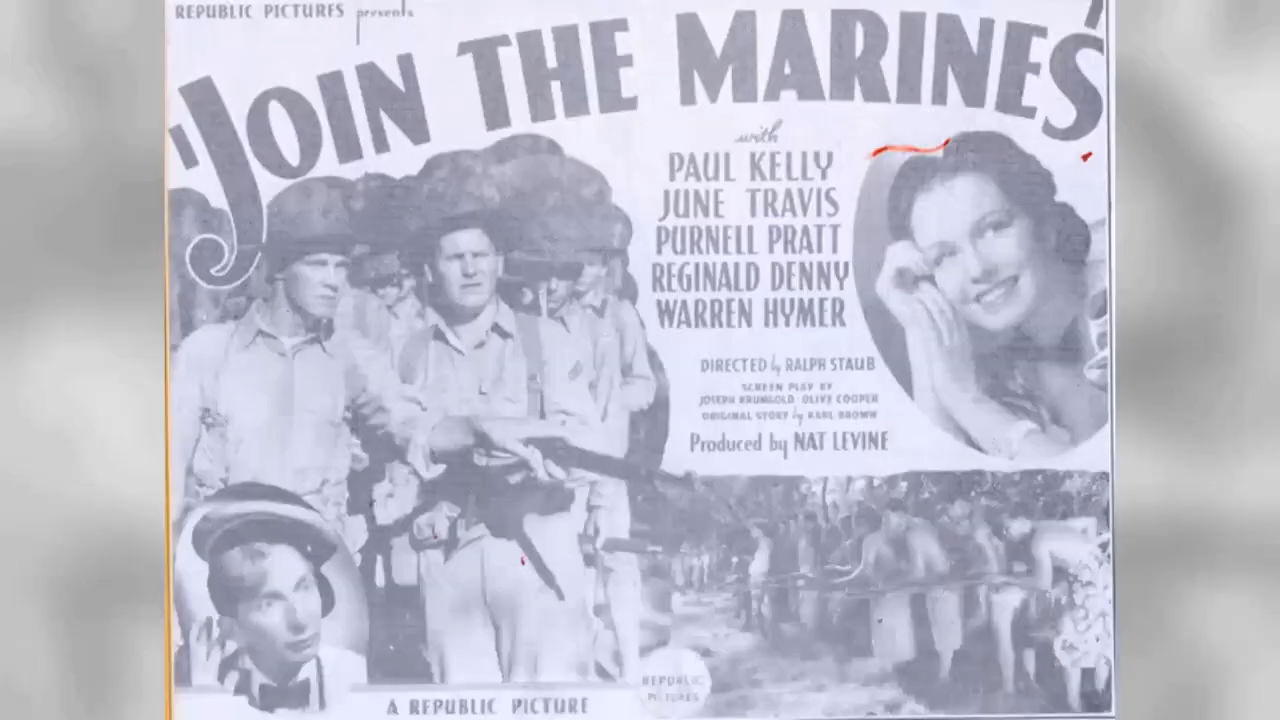 REPUBLIC PICTURES presents
"JOIN THE MARINES"
with
PAUL KELLY
JUNE TRAVIS
PURNELL PRATT
REGINALD DENNY
WARREN HYMER
DIRECTED by RALPH STAUB
SCREEN PLAY BY
JOSEPH KRUMGOLD · OLIVE COOPER
ORIGINAL STORY by KARL BROWN
Produced by NAT LEVINE
REPUBLIC
PICTURES
A REPUBLIC PICTURE